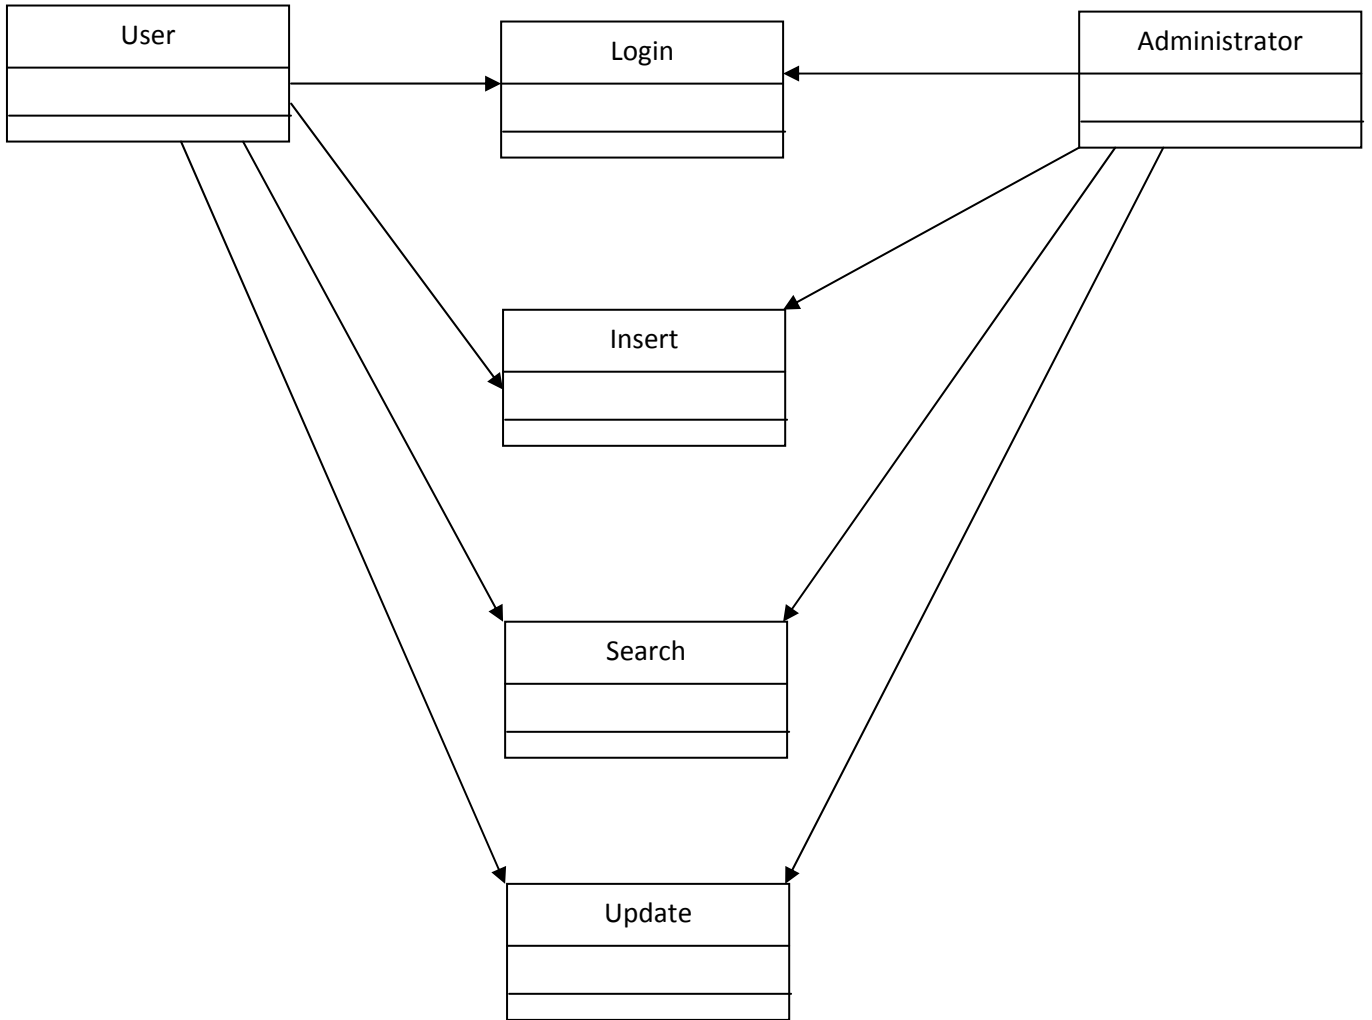 User
Login
Administrator
Insert
Search
Update